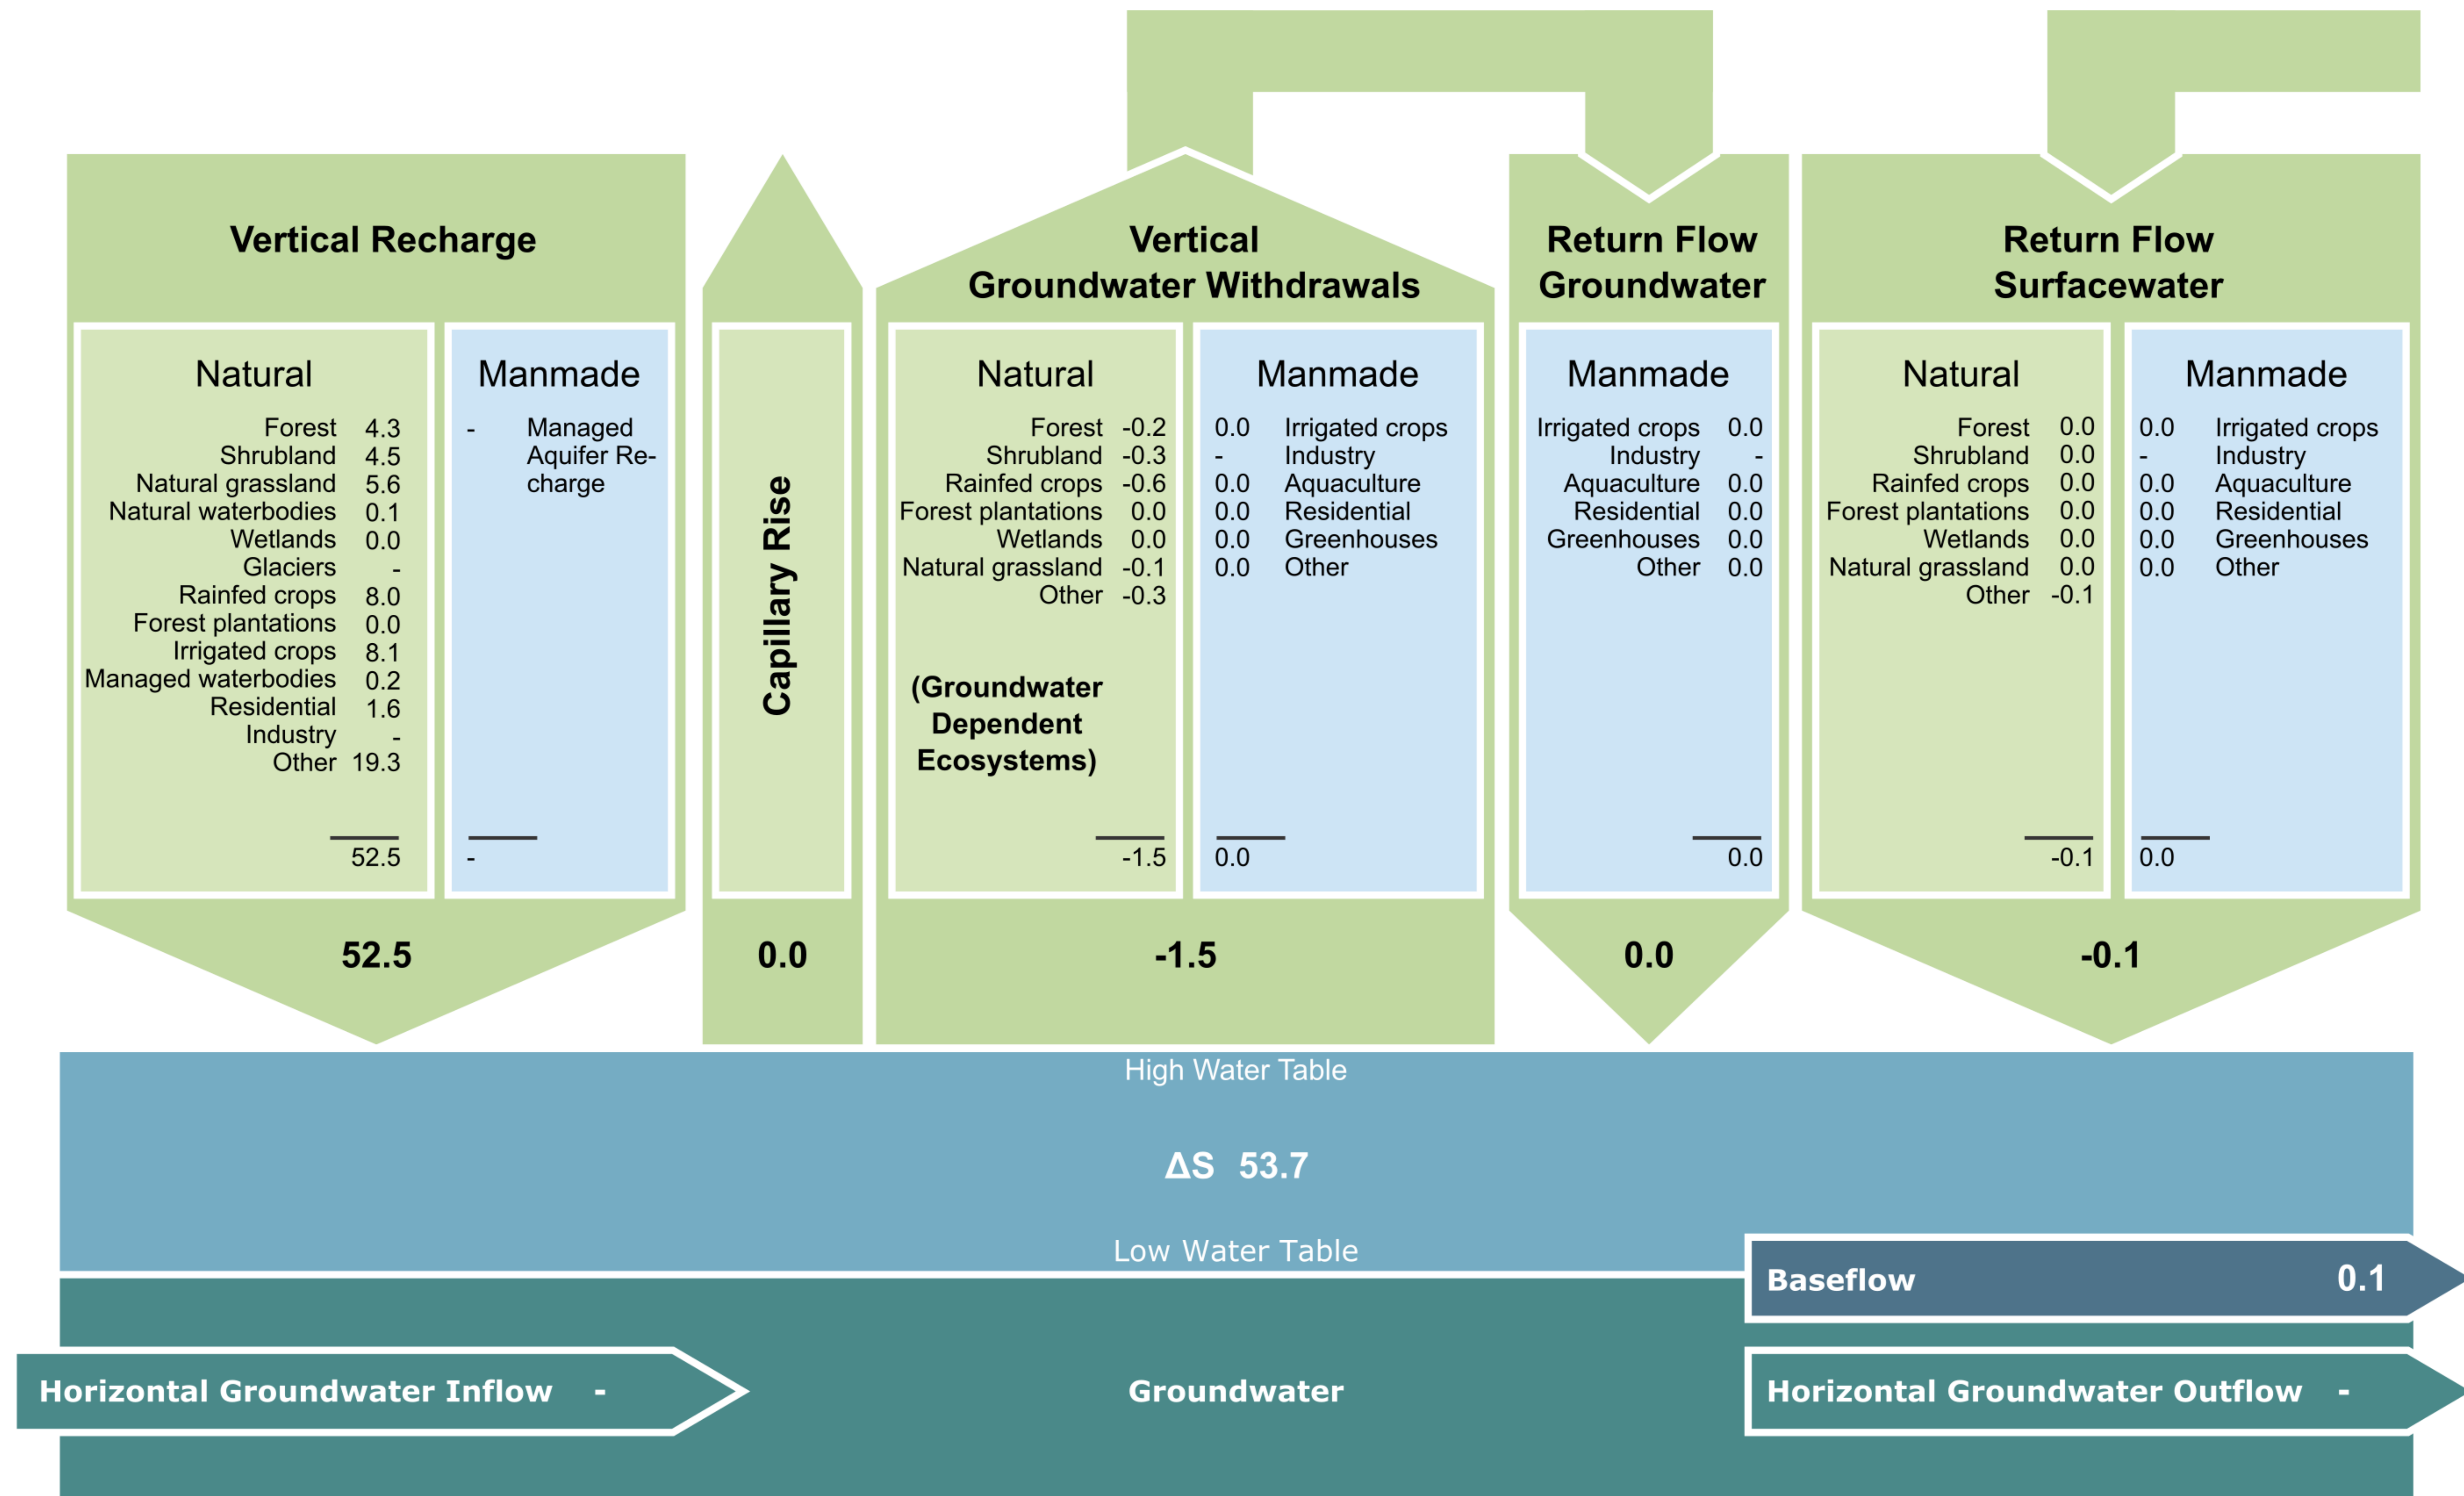 Vertical Recharge
Natural
Forest 4.3
Shrubland 4.5
Natural grassland 5.6
Natural waterbodies 0.1
Wetlands 0.0
Glaciers -
Rainfed crops 8.0
Forest plantations 0.0
Irrigated crops 8.1
Managed waterbodies 0.2
Residential 1.6
Industry -
Other 19.3
52.5
Manmade
- Managed
Aquifer Re-
charge
-
52.5
Capillary Rise
0.0
Vertical
Groundwater Withdrawals
Natural
Forest -0.2
Shrubland -0.3
Rainfed crops -0.6
Forest plantations 0.0
Wetlands 0.0
Natural grassland -0.1
Other -0.3
(Groundwater
Dependent
Ecosystems)
-1.5
Manmade
0.0 Irrigated crops
- Industry
0.0 Aquaculture
0.0 Residential
0.0 Greenhouses
0.0 Other
0.0
-1.5
Return Flow
Groundwater
Manmade
Irrigated crops 0.0
Industry -
Aquaculture 0.0
Residential 0.0
Greenhouses 0.0
Other 0.0
0.0
0.0
Return Flow
Surfacewater
Natural
Forest 0.0
Shrubland 0.0
Rainfed crops 0.0
Forest plantations 0.0
Wetlands 0.0
Natural grassland 0.0
Other -0.1
-0.1
Manmade
0.0 Irrigated crops
- Industry
0.0 Aquaculture
0.0 Residential
0.0 Greenhouses
0.0 Other
0.0
-0.1
High Water Table
ΔS 53.7
Low Water Table
Baseflow 0.1
Horizontal Groundwater Inflow -
Groundwater
Horizontal Groundwater Outflow -